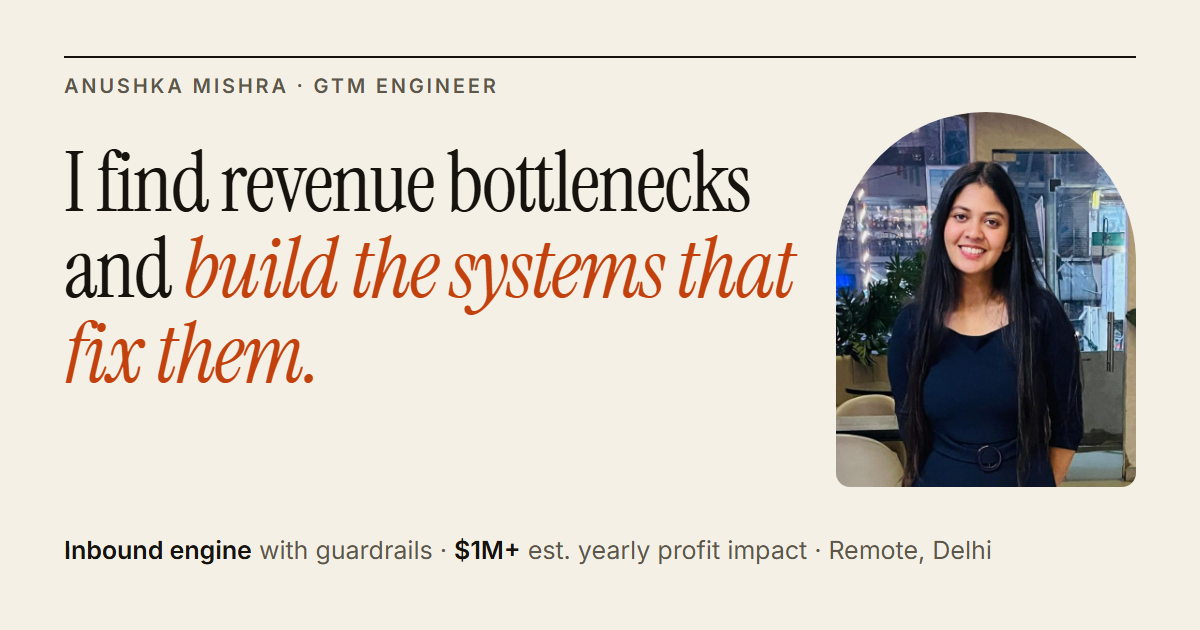 ANUSHKA MISHRA · GTM ENGINEER
I find revenue bottlenecks
and build the systems that
fix them.
Inbound engine with guardrails · $1M+ est. yearly profit impact · Remote, Delhi